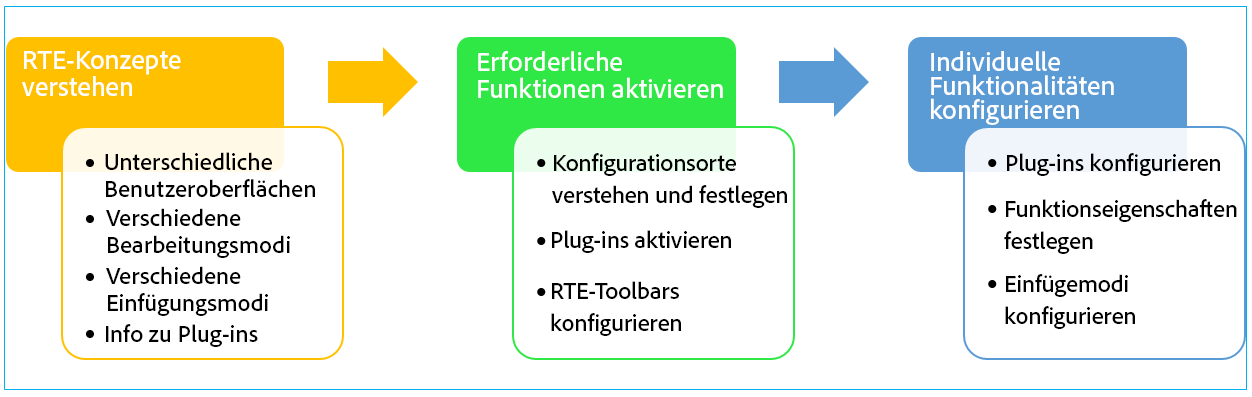 RTE-Konzepte
verstehen
• Unterschiedliche
Benutzeroberflächen
• Verschiedene
Bearbeitungsmodi
• Verschiedene
Einfügungsmodi
• Info zu Plug-ins
Erforderliche
Funktionen aktivieren
• Konfigurationsorte
verstehen und festlegen
• Plug-ins aktivieren
• RTE-Toolbars
konfigurieren
Individuelle
Funktionalitäten
konfigurieren
• Plug-ins konfigurieren
• Funktionseigenschaften
festlegen
• Einfügemodi
konfigurieren